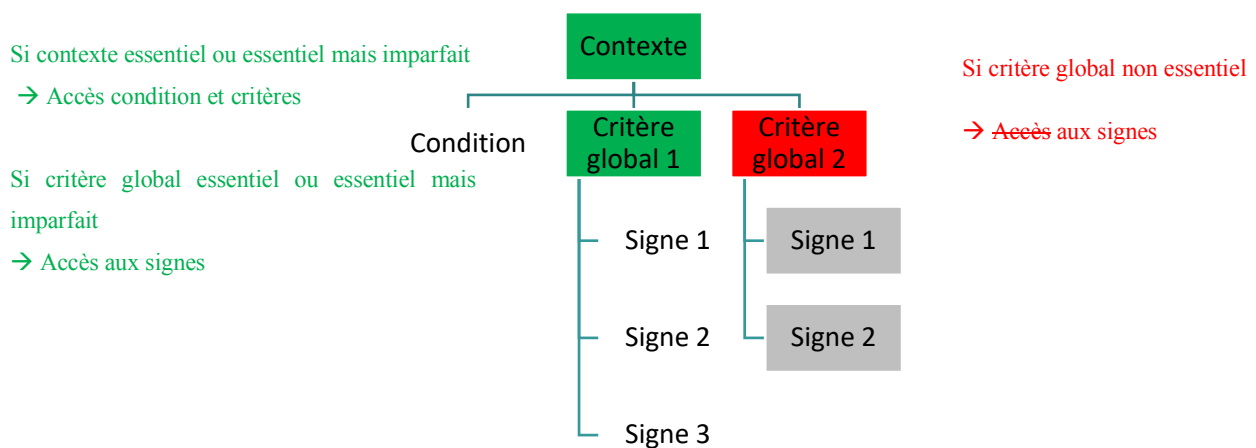 Si contexte essentiel ou essentiel mais imparfait
→ Accès condition et critères
Si critère global essentiel ou essentiel mais
imparfait
→ Accès aux signes
Contexte
Condition
Critère
global 1
Critère
global 2
Signe 1
Signe 2
Signe 3
Signe 1
Signe 2
Si critère global non essentiel
→ Accès aux signes